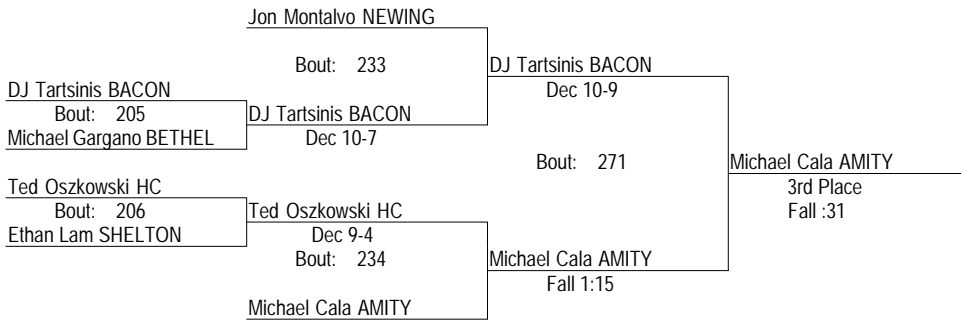 Jon Montalvo NEWING
Bout: 233
DJ Tartsinis BACON
DJ Tartsinis BACON
Dec 10-9
Bout: 205
DJ Tartsinis BACON
Michael Gargano BETHEL
Dec 10-7
Bout: 271
Michael Cala AMITY
3rd Place
Ted Oszkowski HC
Bout: 206
Ted Oszkowski HC
Fall :31
Ethan Lam SHELTON
Dec 9-4
Bout: 234
Michael Cala AMITY
Fall 1:15
Michael Cala AMITY